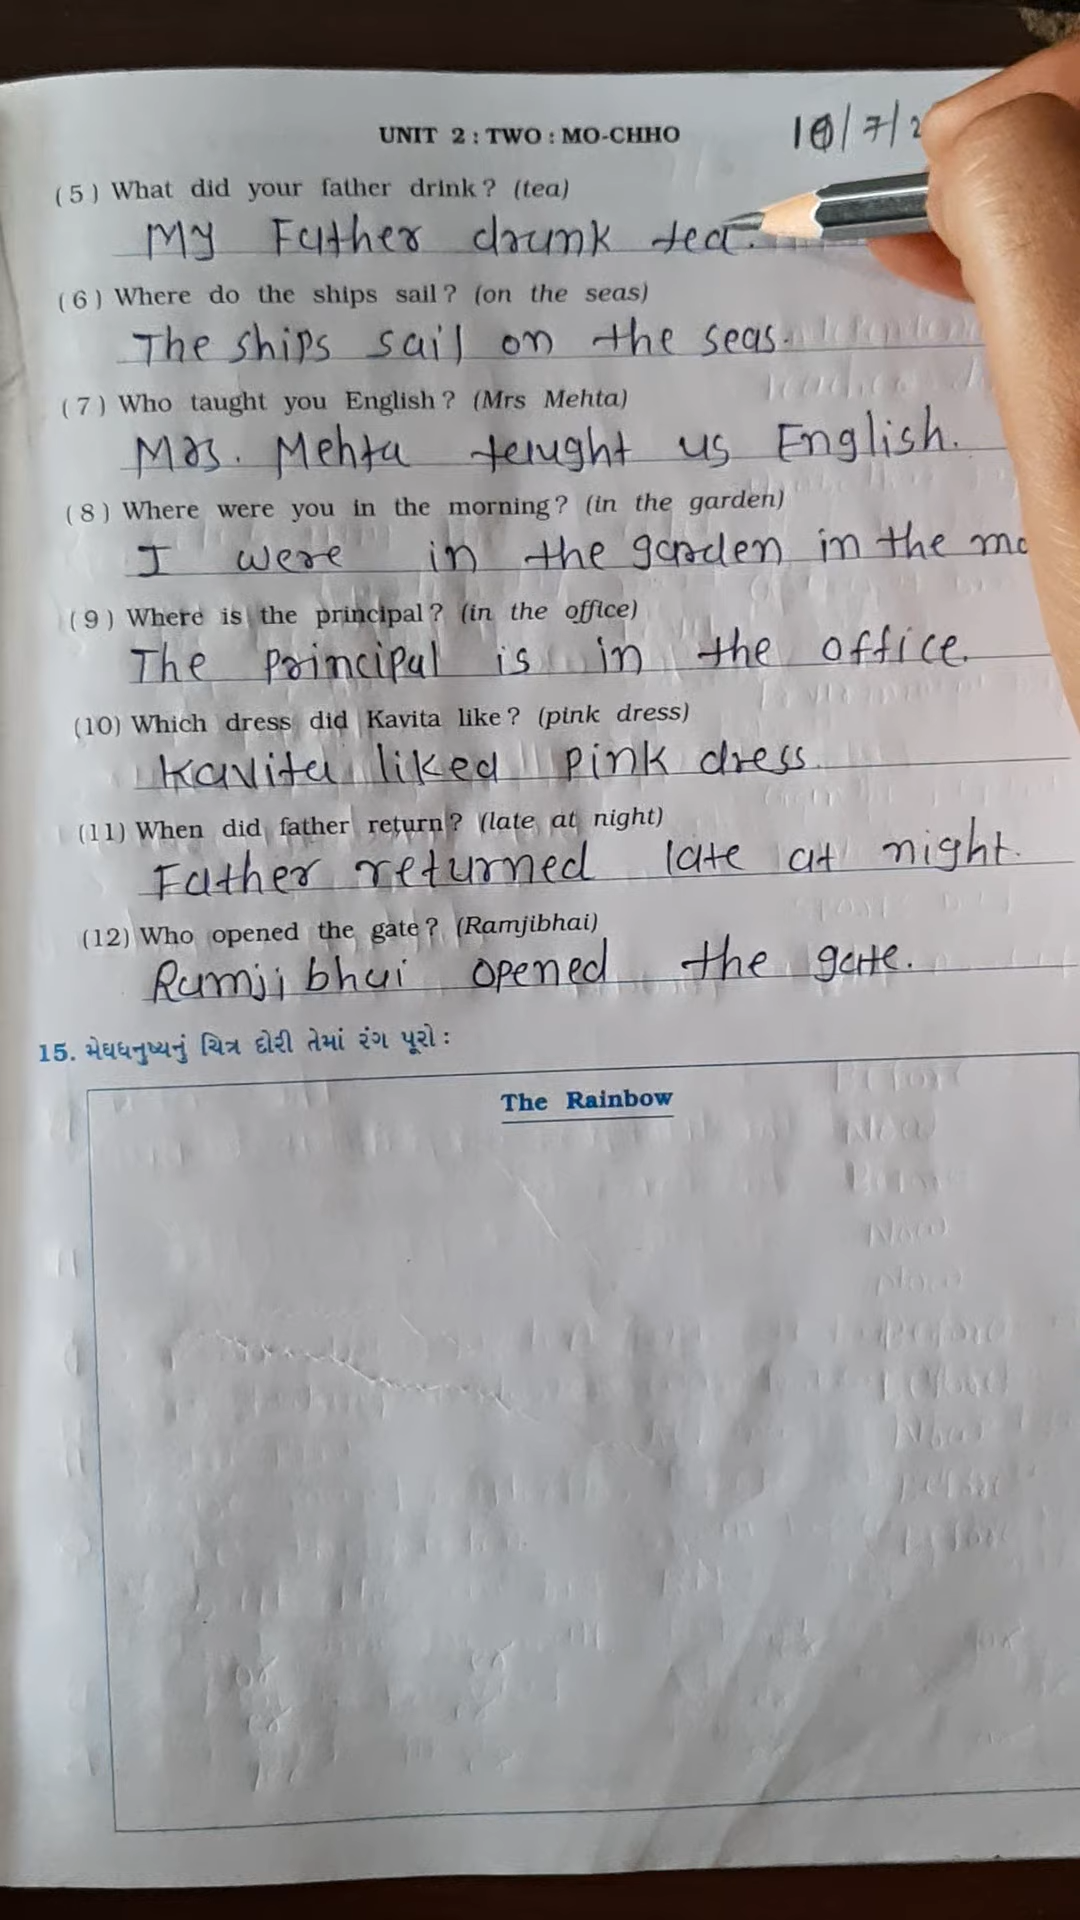 UNIT 2 : TWO : MO-CHHO 10/7/2
(5) What did your father drink? (tea)
My Father drunk tea.
(6) Where do the ships sail? (on the seas)
The ships sail on the seas.
(7) Who taught you English? (Mrs Mehta)
Mrs. Mehta teught us English.
(8) Where were you in the morning? (in the garden)
I were in the garden in the mo
(9) Where is the principal? (in the office)
The principal is in the office.
(10) Which dress did Kavita like? (pink dress)
Kavita liked pink dress.
(11) When did father return? (late at night)
Father returned late at night.
(12) Who opened the gate? (Ramjibhai)
Ramjibhai opened the gate.
15. મેઘધનુષ્યનું ચિત્ર દોરી તેમાં રંગ પૂરો :
The Rainbow